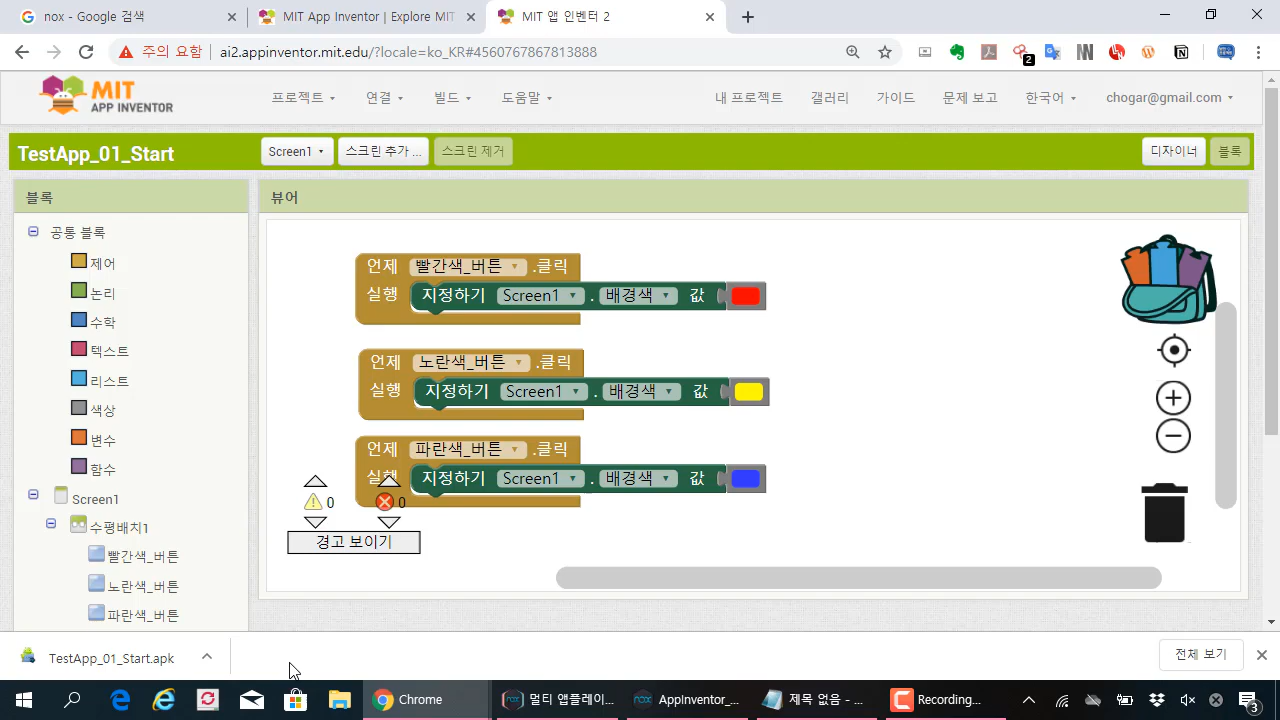 nox - Google 검색
MIT App Inventor | Explore MIT
MIT 앱 인벤터 2
주의 요함
ai2.appinventor.mit.edu/?locale=ko_KR#4560767867813888
2
MIT
APP INVENTOR
프로젝트
연결
빌드
도움말
내 프로젝트
갤러리
가이드
문제 보고
한국어
chogar@gmail.com
TestApp_01_Start
Screen1
스크린 추가 ...
스크린 제거
디자이너
블록
블록
뷰어
공통 블록
제어
논리
수학
텍스트
리스트
색상
변수
함수
Screen1
수평배치1
빨간색_버튼
노란색_버튼
파란색_버튼
언제 빨간색_버튼 .클릭
실행 지정하기 Screen1 . 배경색 값
언제 노란색_버튼 .클릭
실행 지정하기 Screen1 . 배경색 값
언제 파란색_버튼 .클릭
실행 지정하기 Screen1 . 배경색 값
0
0
경고 보이기
TestApp_01_Start.apk
전체 보기
Chrome
멀티 앱플레이...
AppInventor_...
제목 없음 - ...
Recording...
3